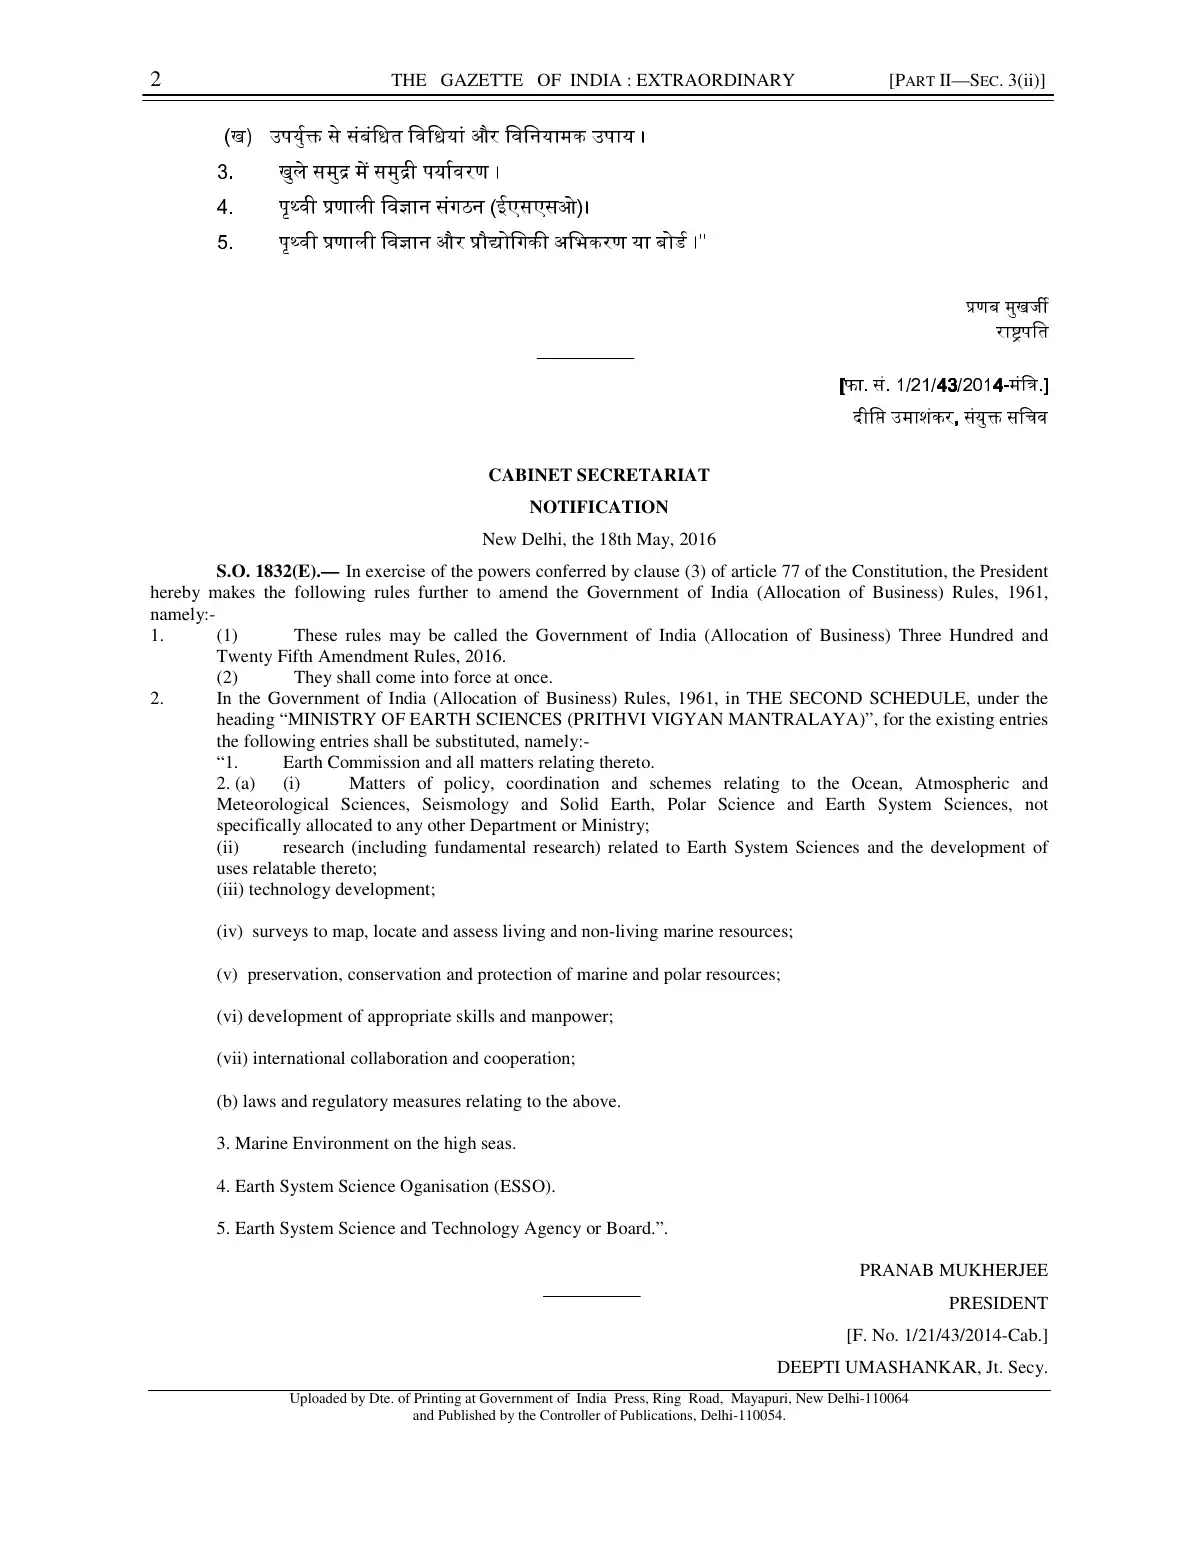 2 THE GAZETTE OF INDIA : EXTRAORDINARY [PART II—SEC. 3(ii)]
(ख) उपर्युक्त से संबंधित विधियां और विनियामक उपाय ।
3. खुले समुद्र में समुद्री पर्यावरण ।
4. पृथ्वी प्रणाली विज्ञान संगठन (ईएसएसओ)।
5. पृथ्वी प्रणाली विज्ञान और प्रौद्योगिकी अभिकरण या बोर्ड ।"
प्रणब मुखर्जी
राष्ट्रपति
[फा. सं. 1/21/43/2014-मंत्रि.]
दीप्ति उमाशंकर, संयुक्त सचिव
CABINET SECRETARIAT
NOTIFICATION
New Delhi, the 18th May, 2016
S.O. 1832(E).— In exercise of the powers conferred by clause (3) of article 77 of the Constitution, the President
hereby makes the following rules further to amend the Government of India (Allocation of Business) Rules, 1961,
namely:-
1. (1) These rules may be called the Government of India (Allocation of Business) Three Hundred and
Twenty Fifth Amendment Rules, 2016.
(2) They shall come into force at once.
2. In the Government of India (Allocation of Business) Rules, 1961, in THE SECOND SCHEDULE, under the
heading “MINISTRY OF EARTH SCIENCES (PRITHVI VIGYAN MANTRALAYA)”, for the existing entries
the following entries shall be substituted, namely:-
“1. Earth Commission and all matters relating thereto.
2. (a) (i) Matters of policy, coordination and schemes relating to the Ocean, Atmospheric and
Meteorological Sciences, Seismology and Solid Earth, Polar Science and Earth System Sciences, not
specifically allocated to any other Department or Ministry;
(ii) research (including fundamental research) related to Earth System Sciences and the development of
uses relatable thereto;
(iii) technology development;
(iv) surveys to map, locate and assess living and non-living marine resources;
(v) preservation, conservation and protection of marine and polar resources;
(vi) development of appropriate skills and manpower;
(vii) international collaboration and cooperation;
(b) laws and regulatory measures relating to the above.
3. Marine Environment on the high seas.
4. Earth System Science Oganisation (ESSO).
5. Earth System Science and Technology Agency or Board.”.
PRANAB MUKHERJEE
PRESIDENT
[F. No. 1/21/43/2014-Cab.]
DEEPTI UMASHANKAR, Jt. Secy.
Uploaded by Dte. of Printing at Government of India Press, Ring Road, Mayapuri, New Delhi-110064
and Published by the Controller of Publications, Delhi-110054.